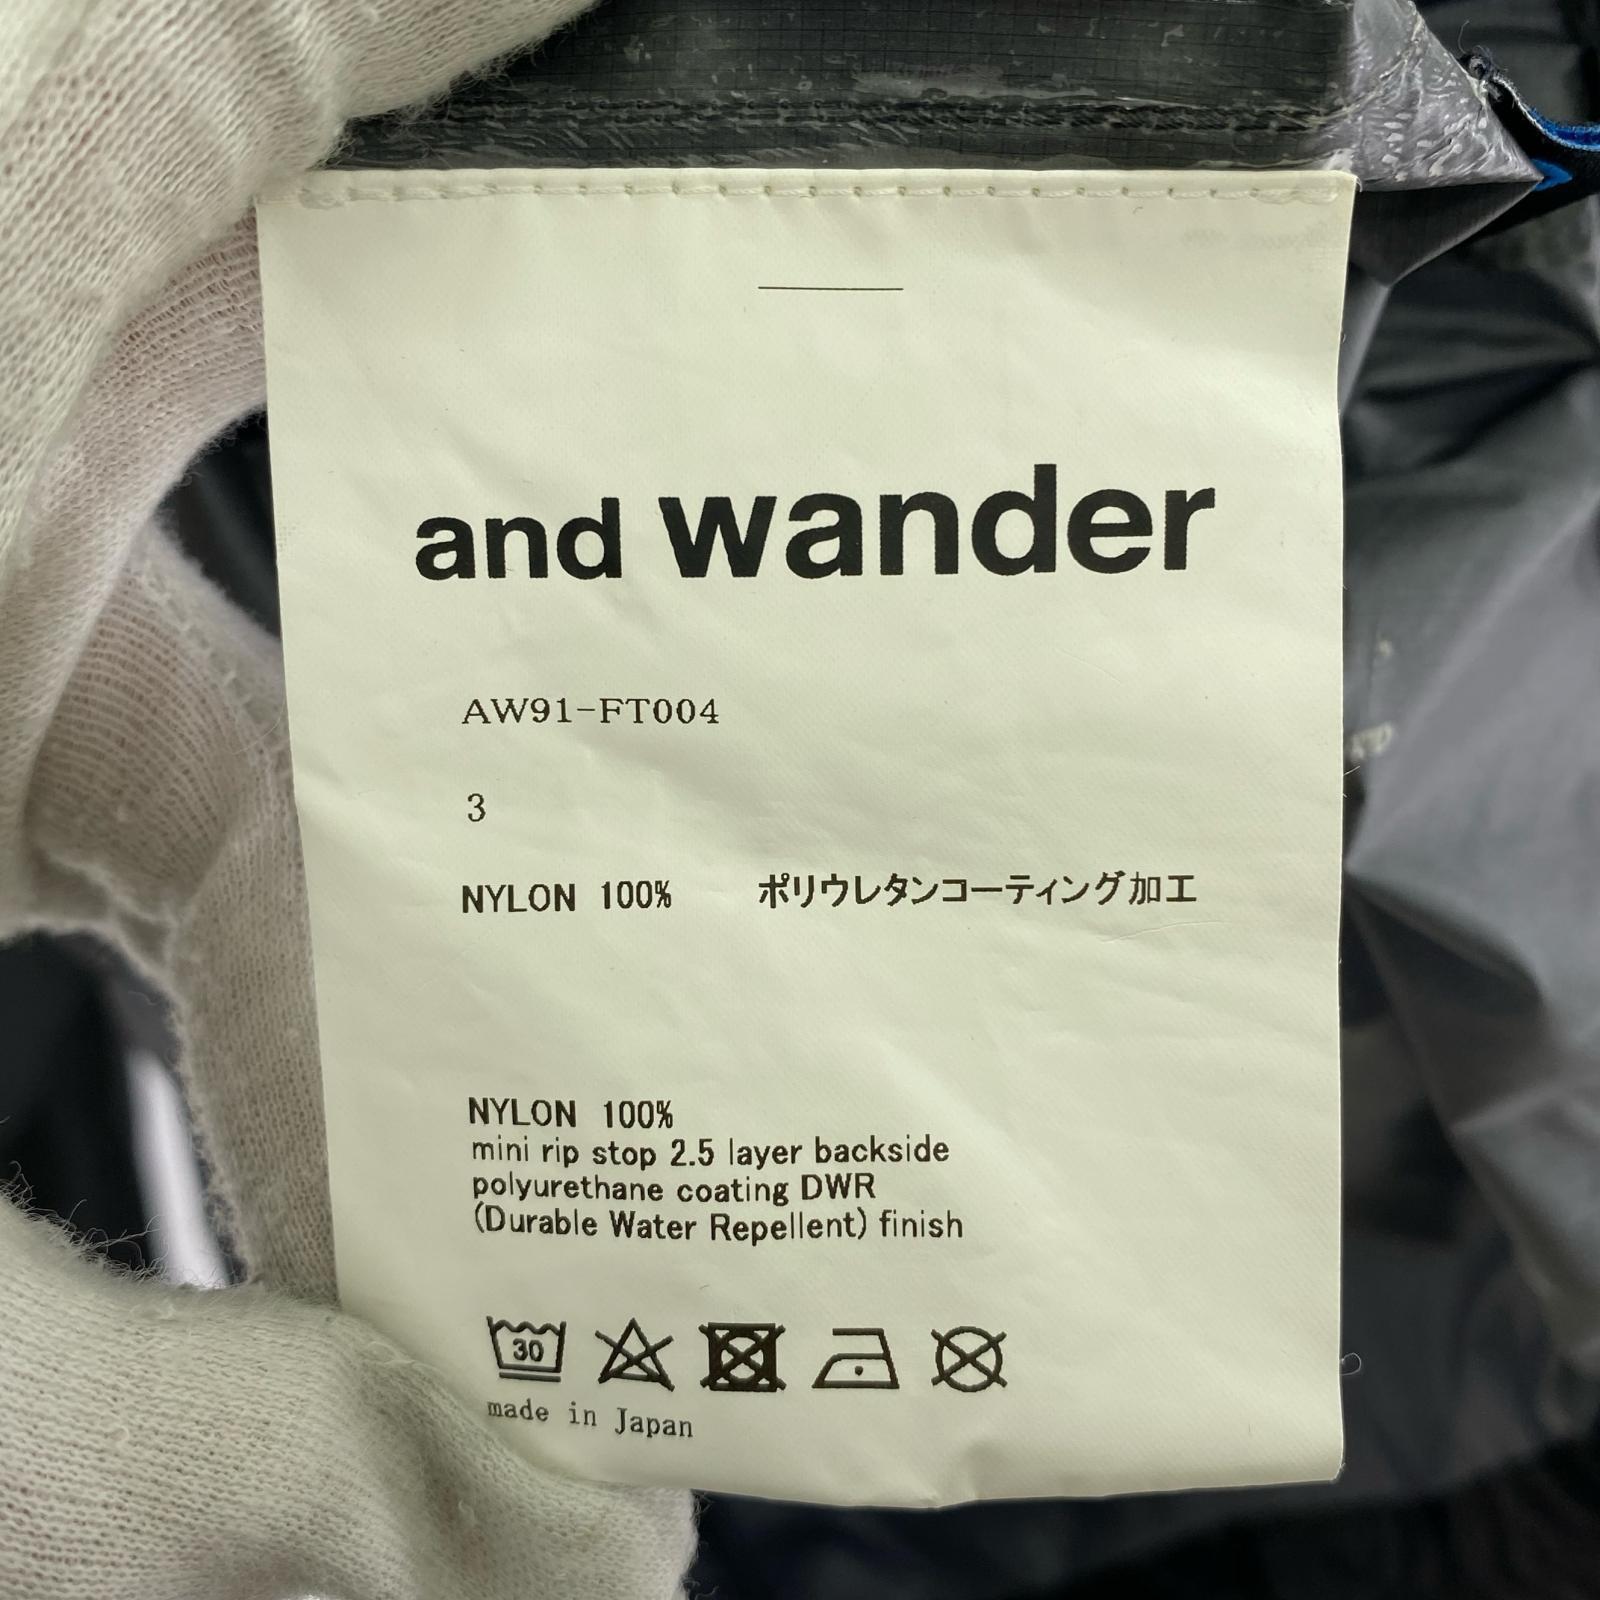 and wander
AW91-FT004
3
NYLON 100% ポリウレタンコーティング加工
NYLON 100%
mini rip stop 2.5 layer backside
polyurethane coating DWR
(Durable Water Repellent) finish
30
made in Japan